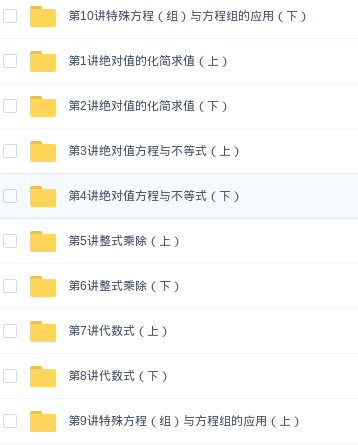 第10讲特殊方程（组）与方程组的应用（下）
第1讲绝对值的化简求值（上）
第2讲绝对值的化简求值（下）
第3讲绝对值方程与不等式（上）
第4讲绝对值方程与不等式（下）
第5讲整式乘除（上）
第6讲整式乘除（下）
第7讲代数式（上）
第8讲代数式（下）
第9讲特殊方程（组）与方程组的应用（上）